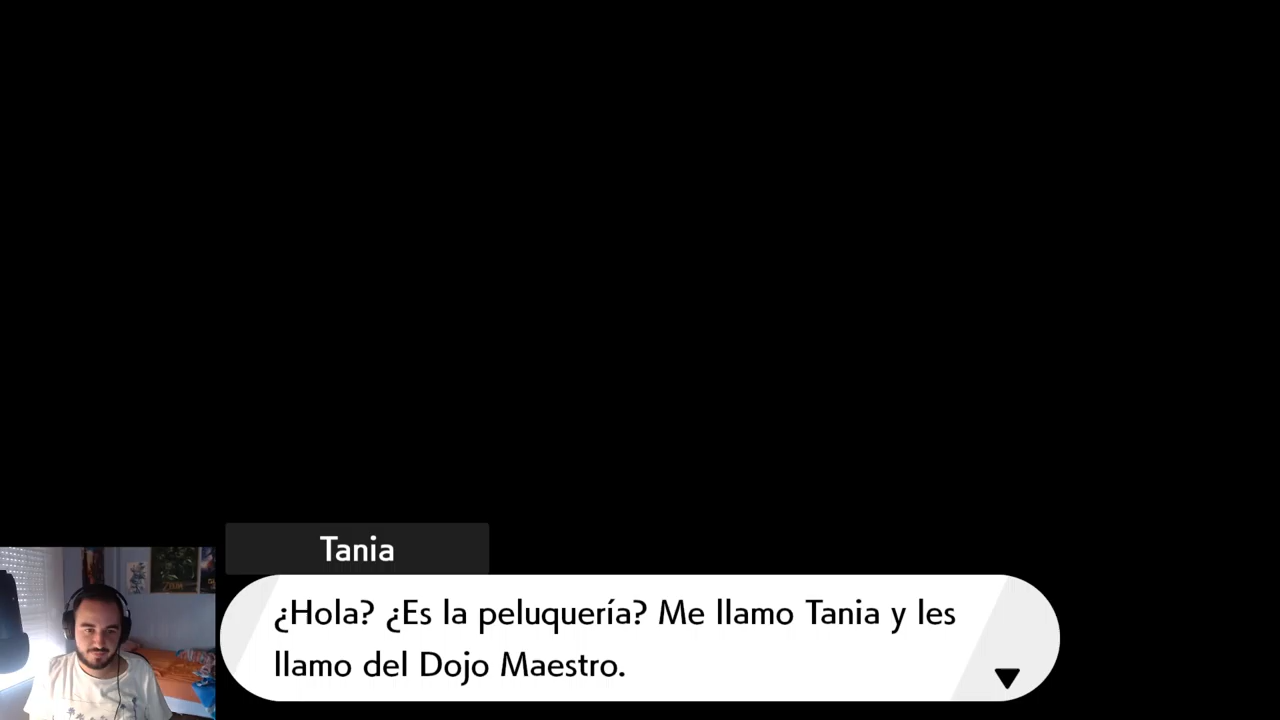 Tania
¿Hola? ¿Es la peluquería? Me llamo Tania y les
llamo del Dojo Maestro.